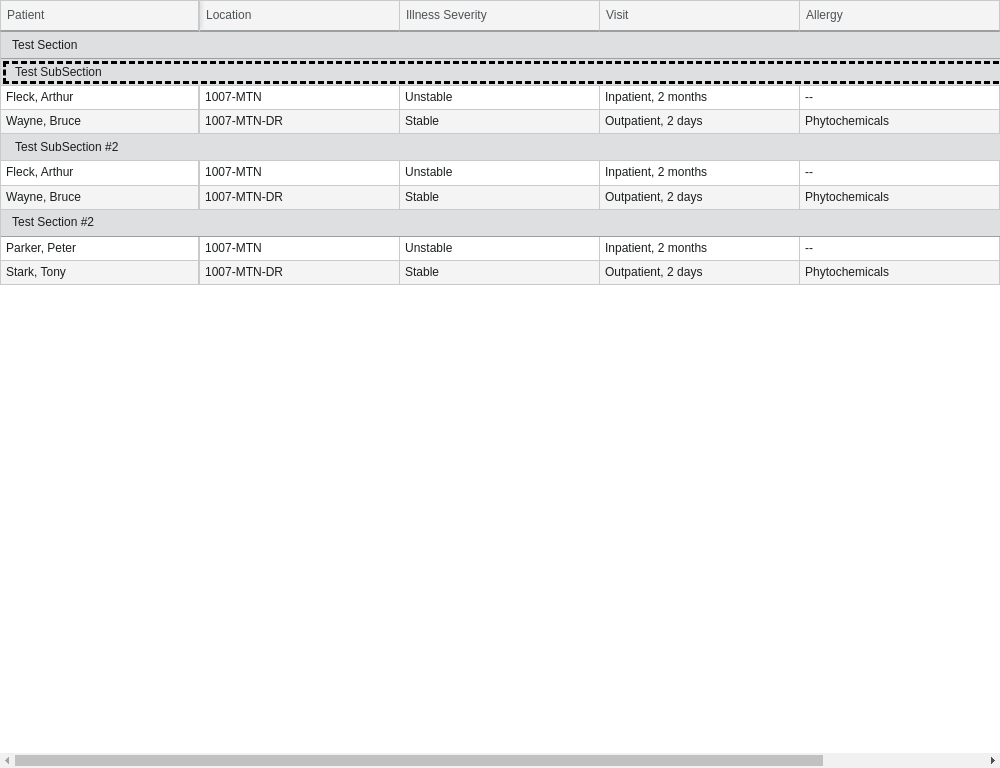 Patient Location Illness Severity Visit Allergy
Test Section
Test SubSection
Fleck, Arthur 1007-MTN Unstable Inpatient, 2 months --
Wayne, Bruce 1007-MTN-DR Stable Outpatient, 2 days Phytochemicals
Test SubSection #2
Fleck, Arthur 1007-MTN Unstable Inpatient, 2 months --
Wayne, Bruce 1007-MTN-DR Stable Outpatient, 2 days Phytochemicals
Test Section #2
Parker, Peter 1007-MTN Unstable Inpatient, 2 months --
Stark, Tony 1007-MTN-DR Stable Outpatient, 2 days Phytochemicals